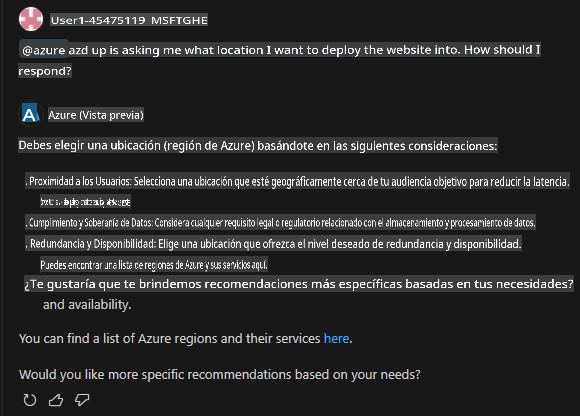 User1-45475119_MSFTGHE
@azure azd up is asking me what location I want to deploy the website into. How should I
respond?
Azure (Vista previa)
Debes elegir una ubicación (región de Azure) basándote en las siguientes consideraciones:
. Proximidad a los Usuarios: Selecciona una ubicación que esté geográficamente cerca de tu audiencia objetivo para reducir la latencia.
. Cumplimiento y Soberanía de Datos: Considera cualquier requisito legal o regulatorio relacionado con el almacenamiento y procesamiento de datos.
. Redundancia y Disponibilidad: Elige una ubicación que ofrezca el nivel deseado de redundancia y disponibilidad.
Puedes encontrar una lista de regiones de Azure y sus servicios aquí.
¿Te gustaría que te brindemos recomendaciones más específicas basadas en tus necesidades?
and availability.
You can find a list of Azure regions and their services here.
Would you like more specific recommendations based on your needs?